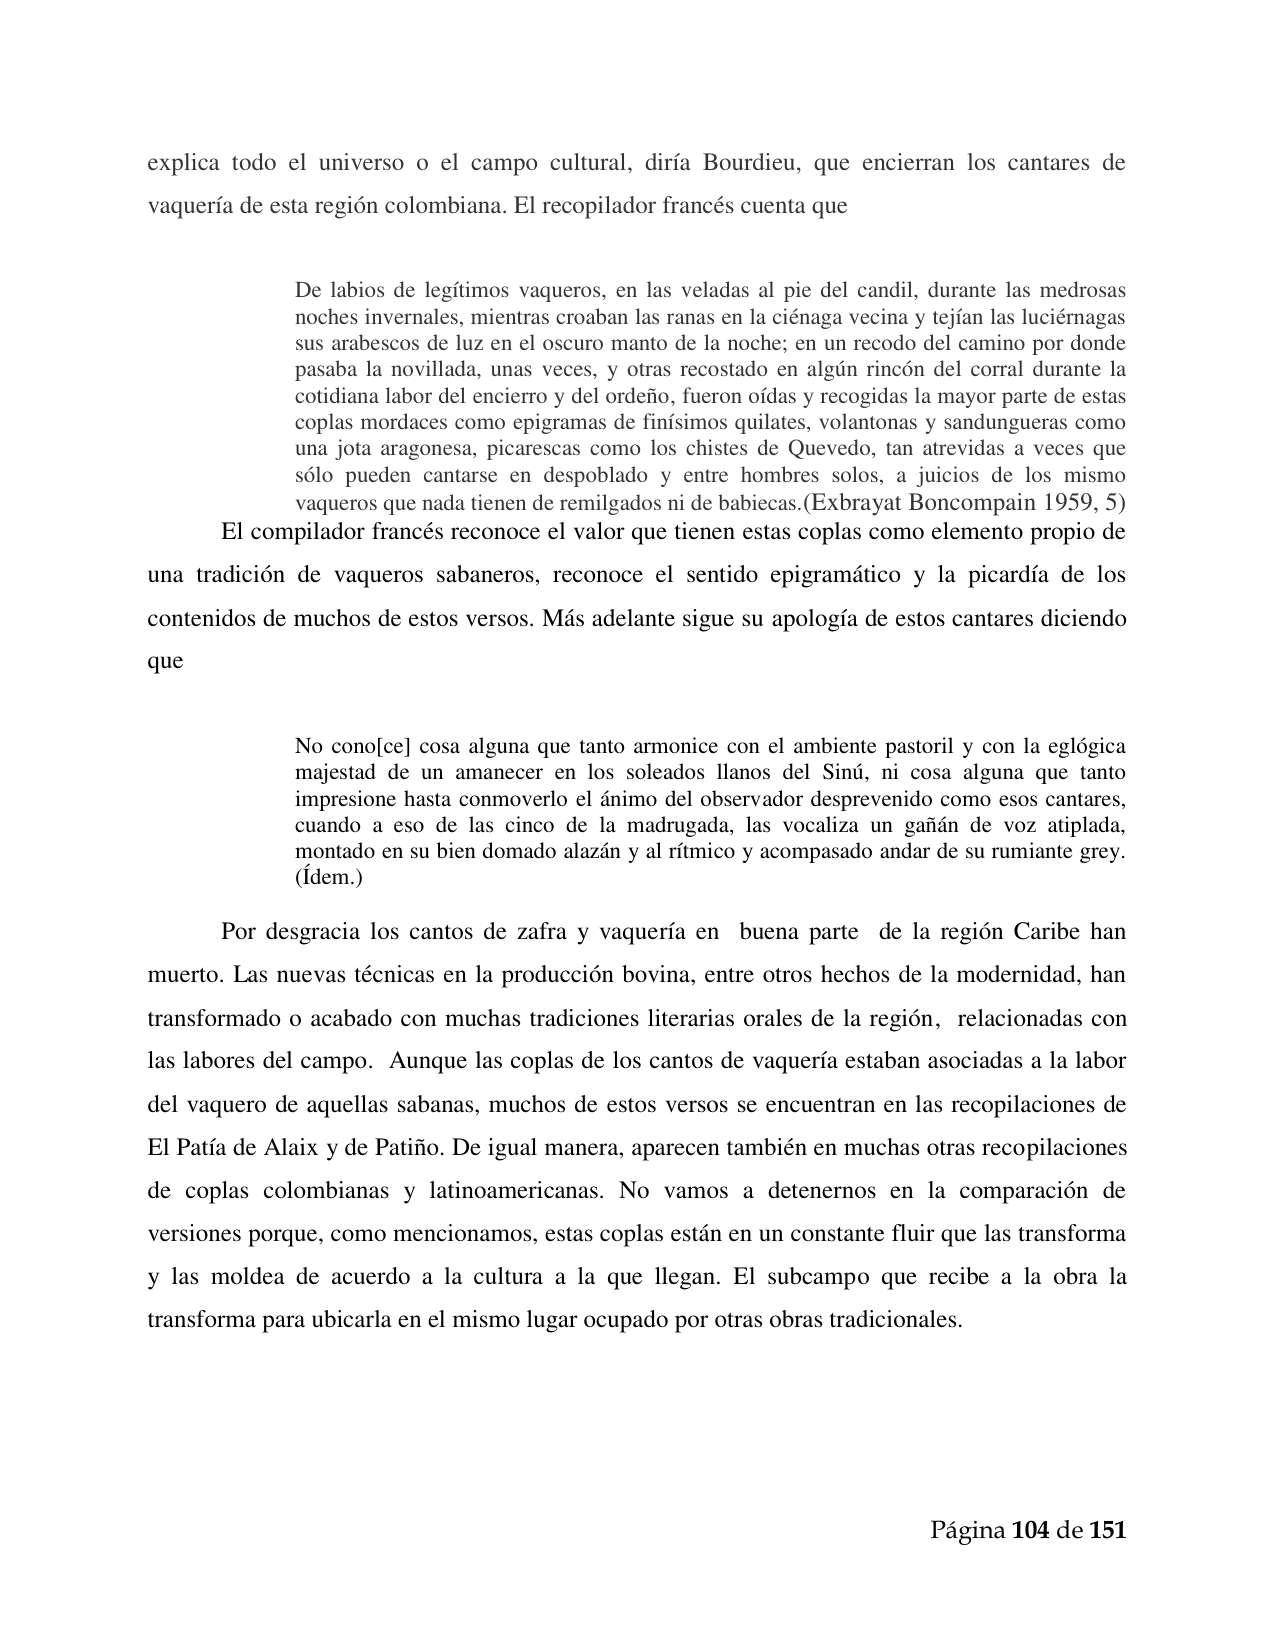 explica todo el universo o el campo cultural, diría Bourdieu, que encierran los cantares de
vaquería de esta región colombiana. El recopilador francés cuenta que
De labios de legítimos vaqueros, en las veladas al pie del candil, durante las medrosas
noches invernales, mientras croaban las ranas en la ciénaga vecina y tejían las luciérnagas
sus arabescos de luz en el oscuro manto de la noche; en un recodo del camino por donde
pasaba la novillada, unas veces, y otras recostado en algún rincón del corral durante la
cotidiana labor del encierro y del ordeño, fueron oídas y recogidas la mayor parte de estas
coplas mordaces como epigramas de finísimos quilates, volantonas y sandungueras como
una jota aragonesa, picarescas como los chistes de Quevedo, tan atrevidas a veces que
sólo pueden cantarse en despoblado y entre hombres solos, a juicios de los mismo
vaqueros que nada tienen de remilgados ni de babiecas.(Exbrayat Boncompain 1959, 5)
El compilador francés reconoce el valor que tienen estas coplas como elemento propio de
una tradición de vaqueros sabaneros, reconoce el sentido epigramático y la picardía de los
contenidos de muchos de estos versos. Más adelante sigue su apología de estos cantares diciendo
que
No cono[ce] cosa alguna que tanto armonice con el ambiente pastoril y con la eglógica
majestad de un amanecer en los soleados llanos del Sinú, ni cosa alguna que tanto
impresione hasta conmoverlo el ánimo del observador desprevenido como esos cantares,
cuando a eso de las cinco de la madrugada, las vocaliza un gañán de voz atiplada,
montado en su bien domado alazán y al rítmico y acompasado andar de su rumiante grey.
(Ídem.)
Por desgracia los cantos de zafra y vaquería en buena parte de la región Caribe han
muerto. Las nuevas técnicas en la producción bovina, entre otros hechos de la modernidad, han
transformado o acabado con muchas tradiciones literarias orales de la región, relacionadas con
las labores del campo. Aunque las coplas de los cantos de vaquería estaban asociadas a la labor
del vaquero de aquellas sabanas, muchos de estos versos se encuentran en las recopilaciones de
El Patía de Alaix y de Patiño. De igual manera, aparecen también en muchas otras recopilaciones
de coplas colombianas y latinoamericanas. No vamos a detenernos en la comparación de
versiones porque, como mencionamos, estas coplas están en un constante fluir que las transforma
y las moldea de acuerdo a la cultura a la que llegan. El subcampo que recibe a la obra la
transforma para ubicarla en el mismo lugar ocupado por otras obras tradicionales.
Página 104 de 151